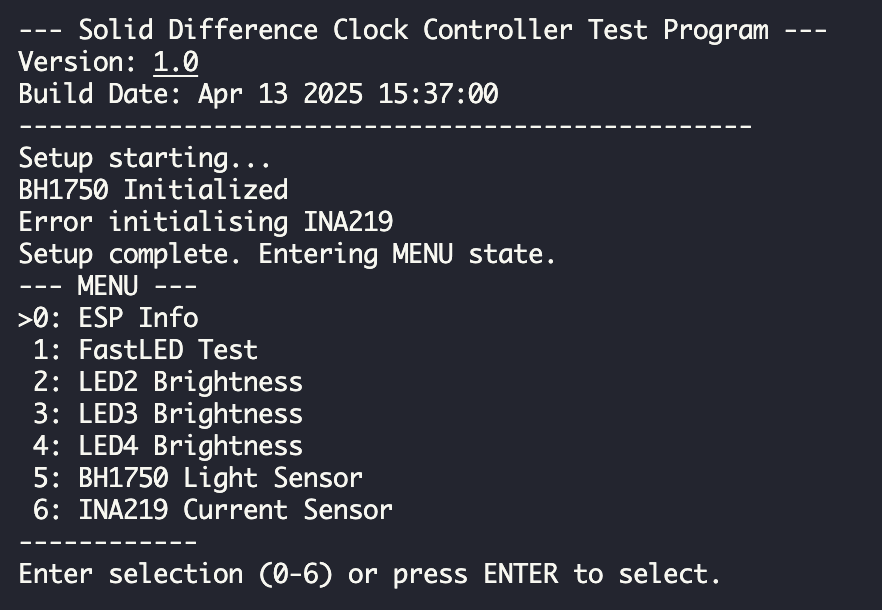 --- Solid Difference Clock Controller Test Program ---
Version: 1.0
Build Date: Apr 13 2025 15:37:00
-------------------------------------------------
Setup starting...
BH1750 Initialized
Error initialising INA219
Setup complete. Entering MENU state.
--- MENU ---
>0: ESP Info
 1: FastLED Test
 2: LED2 Brightness
 3: LED3 Brightness
 4: LED4 Brightness
 5: BH1750 Light Sensor
 6: INA219 Current Sensor
------------
Enter selection (0-6) or press ENTER to select.